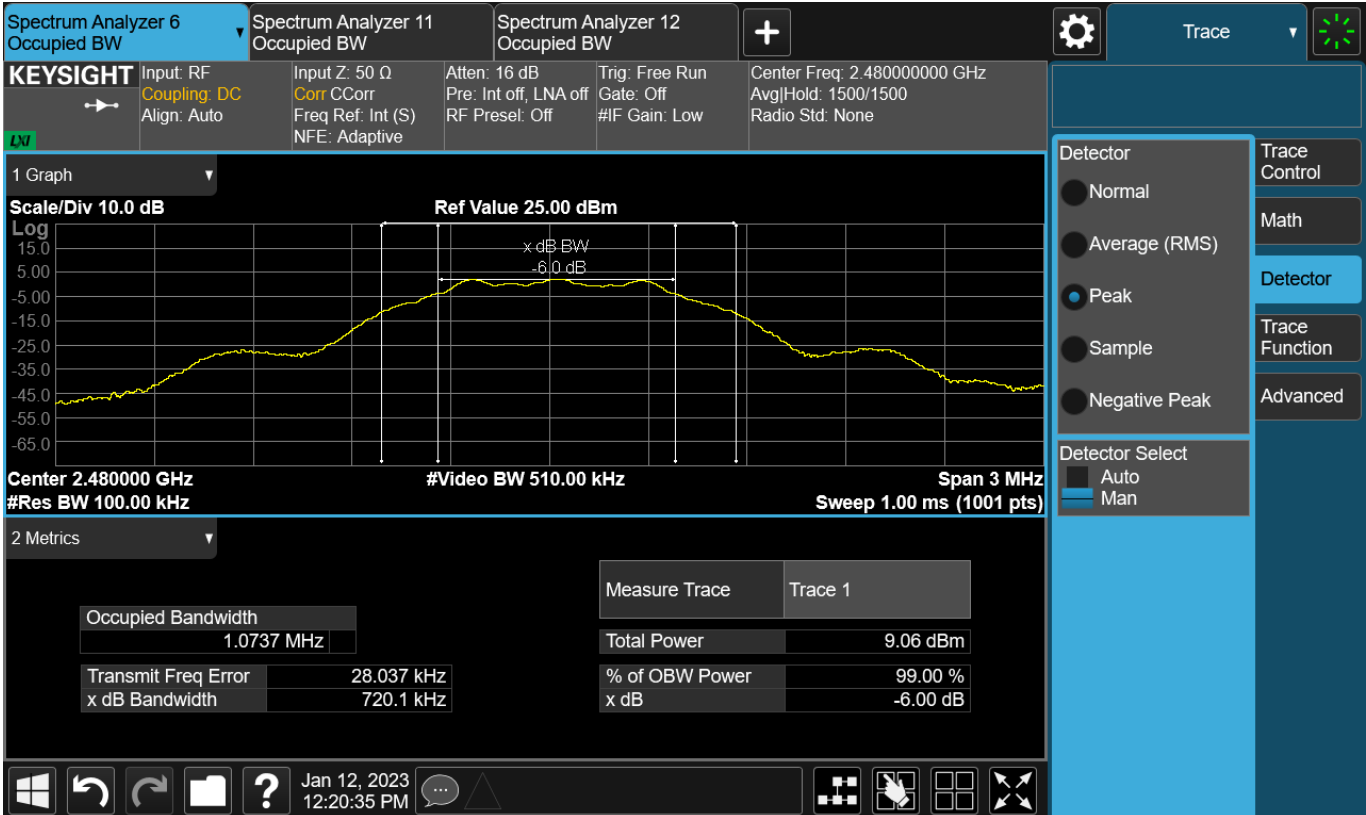 Spectrum Analyzer 6
Occupied BW
Spectrum Analyzer 11
Occupied BW
Spectrum Analyzer 12
Occupied BW
Trace
KEYSIGHT
LXI
Input: RF
Coupling: DC
Align: Auto
Input Z: 50 Ω
Corr CCorr
Freq Ref: Int (S)
NFE: Adaptive
Atten: 16 dB
Pre: Int off, LNA off
RF Presel: Off
Trig: Free Run
Gate: Off
#IF Gain: Low
Center Freq: 2.480000000 GHz
Avg|Hold: 1500/1500
Radio Std: None
1 Graph
Scale/Div 10.0 dB
Ref Value 25.00 dBm
Log
15.0
5.00
-5.00
-15.0
-25.0
-35.0
-45.0
-55.0
-65.0
x dB BW
-6.0 dB
Center 2.480000 GHz
#Video BW 510.00 kHz
Span 3 MHz
#Res BW 100.00 kHz
Sweep 1.00 ms (1001 pts)
2 Metrics
Measure Trace
Trace 1
Occupied Bandwidth
1.0737 MHz
Total Power
9.06 dBm
Transmit Freq Error
28.037 kHz
% of OBW Power
99.00 %
x dB Bandwidth
720.1 kHz
x dB
-6.00 dB
Detector
Normal
Average (RMS)
Peak
Sample
Negative Peak
Detector Select
Auto
Man
Trace
Control
Math
Detector
Trace
Function
Advanced
?
Jan 12, 2023
12:20:35 PM